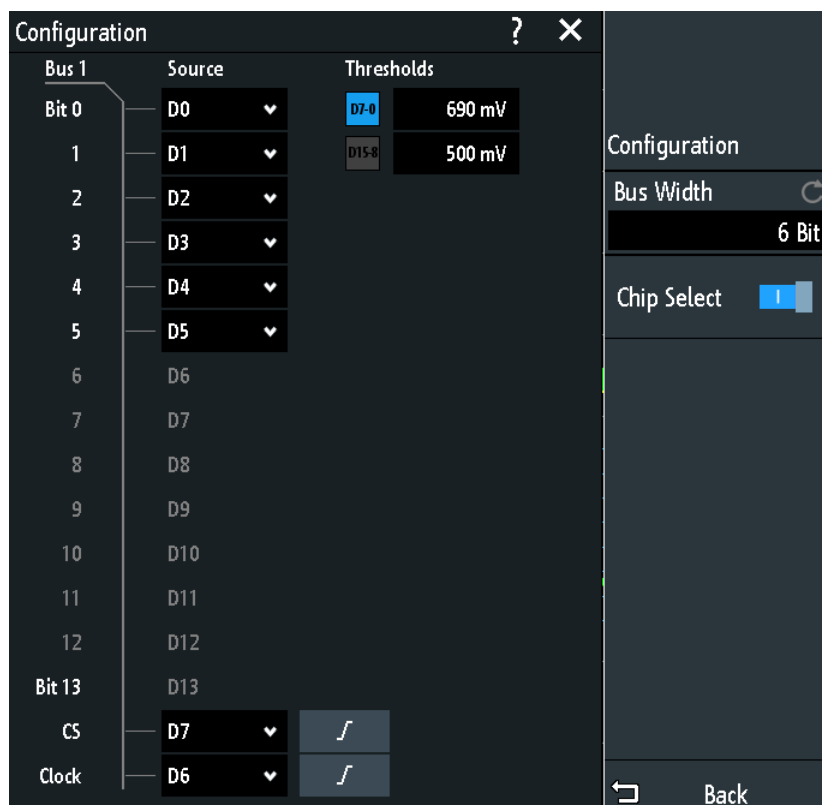 Configuration ?
Bus 1 Source Thresholds
Bit 0 D0 D7-0 690 mV
1 D1 D15-8 500 mV
2 D2
3 D3
4 D4
5 D5
6 D6
7 D7
8 D8
9 D9
10 D10
11 D11
12 D12
Bit 13 D13
CS D7
Clock D6
Configuration
Bus Width
6 Bit
Chip Select I
Back